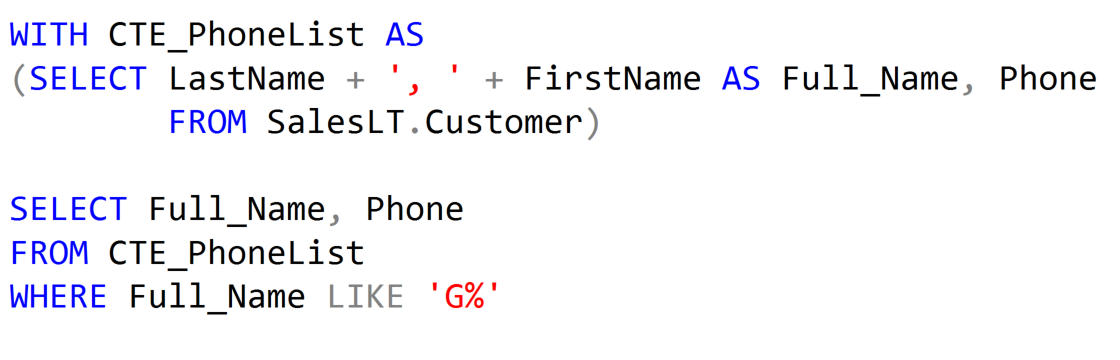 WITH CTE_PhoneList AS
(SELECT LastName + ', ' + FirstName AS Full_Name, Phone
FROM SalesLT.Customer)
SELECT Full_Name, Phone
FROM CTE_PhoneList
WHERE Full_Name LIKE 'G%'